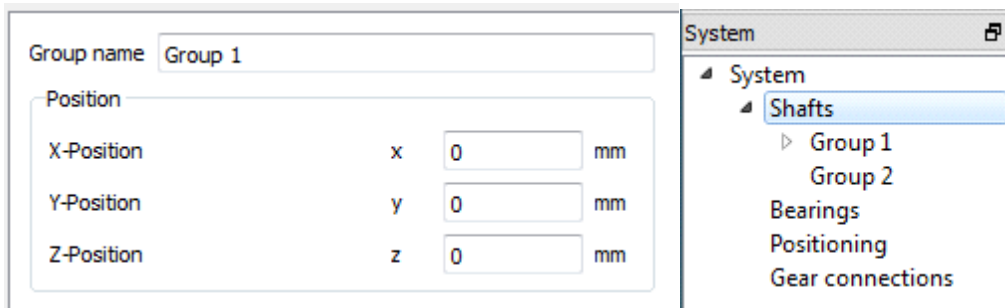 Group name Group 1
Position
X-Position x 0 mm
Y-Position y 0 mm
Z-Position z 0 mm
System
System
Shafts
Group 1
Group 2
Bearings
Positioning
Gear connections